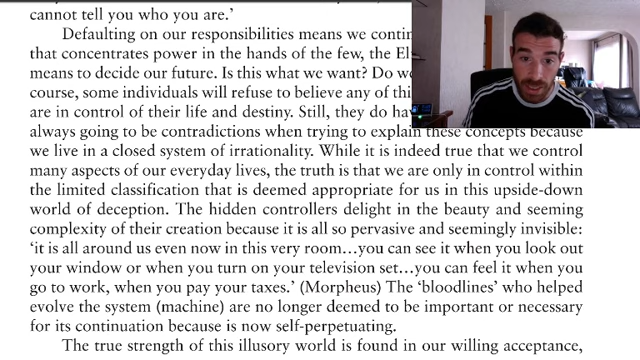 cannot tell you who you are.'
Defaulting on our responsibilities means we contin
that concentrates power in the hands of the few, the El
means to decide our future. Is this what we want? Do we
course, some individuals will refuse to believe any of thi
are in control of their life and destiny. Still, they do ha
always going to be contradictions when trying to explain these concepts because
we live in a closed system of irrationality. While it is indeed true that we control
many aspects of our everyday lives, the truth is that we are only in control within
the limited classification that is deemed appropriate for us in this upside-down
world of deception. The hidden controllers delight in the beauty and seeming
complexity of their creation because it is all so pervasive and seemingly invisible:
'it is all around us even now in this very room…you can see it when you look out
your window or when you turn on your television set…you can feel it when you
go to work, when you pay your taxes.' (Morpheus) The 'bloodlines' who helped
evolve the system (machine) are no longer deemed to be important or necessary
for its continuation because is now self-perpetuating.
The true strength of this illusory world is found in our willing acceptance,